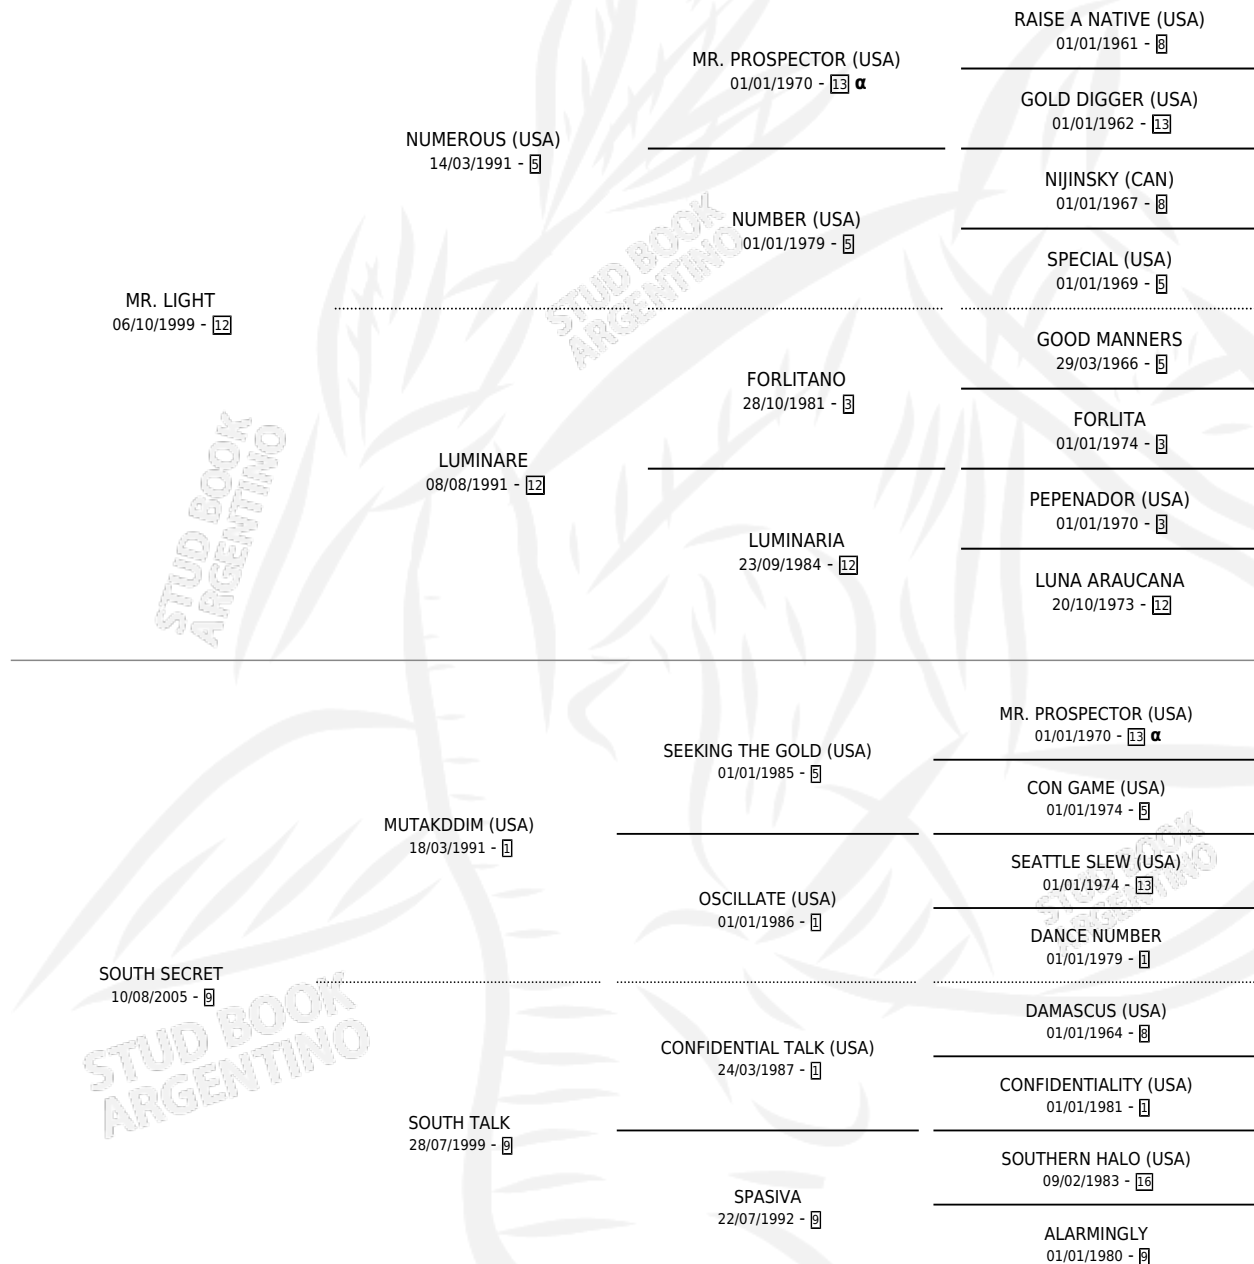 RAISE A NATIVE (USA)
01/01/1961 - 8
MR. PROSPECTOR (USA)
01/01/1970 - 13 α
GOLD DIGGER (USA)
01/01/1962 - 13
NUMEROUS (USA)
14/03/1991 - 5
NIJINSKY (CAN)
01/01/1967 - 8
NUMBER (USA)
01/01/1979 - 5
SPECIAL (USA)
01/01/1969 - 5
MR. LIGHT
06/10/1999 - 12
GOOD MANNERS
29/03/1966 - 5
FORLITANO
28/10/1981 - 3
FORLITA
01/01/1974 - 3
LUMINARE
08/08/1991 - 12
PEPENADOR (USA)
01/01/1970 - 3
LUMINARIA
23/09/1984 - 12
LUNA ARAUCANA
20/10/1973 - 12
MR. PROSPECTOR (USA)
01/01/1970 - 13 α
SEEKING THE GOLD (USA)
01/01/1985 - 5
CON GAME (USA)
01/01/1974 - 5
MUTAKDDIM (USA)
18/03/1991 - 1
SEATTLE SLEW (USA)
01/01/1974 - 13
OSCILLATE (USA)
01/01/1986 - 1
DANCE NUMBER
01/01/1979 - 1
SOUTH SECRET
10/08/2005 - 9
DAMASCUS (USA)
01/01/1964 - 8
CONFIDENTIAL TALK (USA)
24/03/1987 - 1
CONFIDENTIALITY (USA)
01/01/1981 - 1
SOUTH TALK
28/07/1999 - 9
SOUTHERN HALO (USA)
09/02/1983 - 16
SPASIVA
22/07/1992 - 9
ALARMINGLY
01/01/1980 - 9
STUD BOOK
ARGENTINO
STUD BOOK
ARGENTINO
STUD BOOK
ARGENTINO
STUD BOOK
ARGENTINO